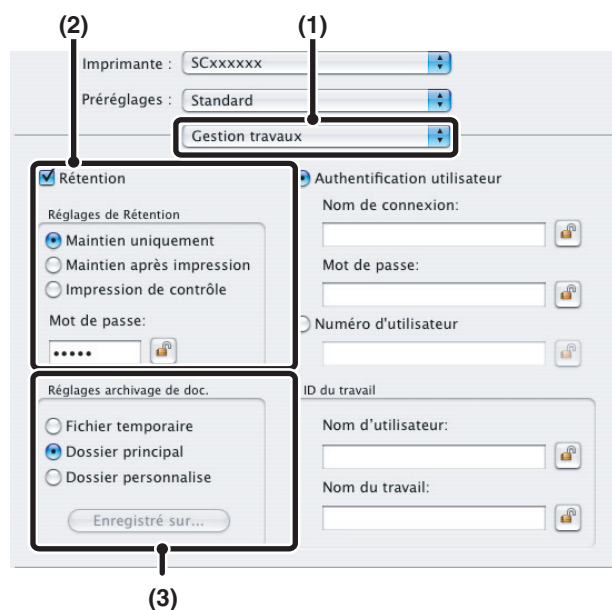 (2)
(1)
Imprimante : SCxxxxxx
Préréglages : Standard
Gestion travaux
Rétention
Réglages de Rétention
Maintien uniquement
Maintien après impression
Impression de contrôle
Mot de passe:
•••••
Réglages archivage de doc.
Fichier temporaire
Dossier principal
Dossier personnalise
Enregistré sur...
(3)
Authentification utilisateur
Nom de connexion:
Mot de passe:
Numéro d'utilisateur
ID du travail
Nom d'utilisateur:
Nom du travail: